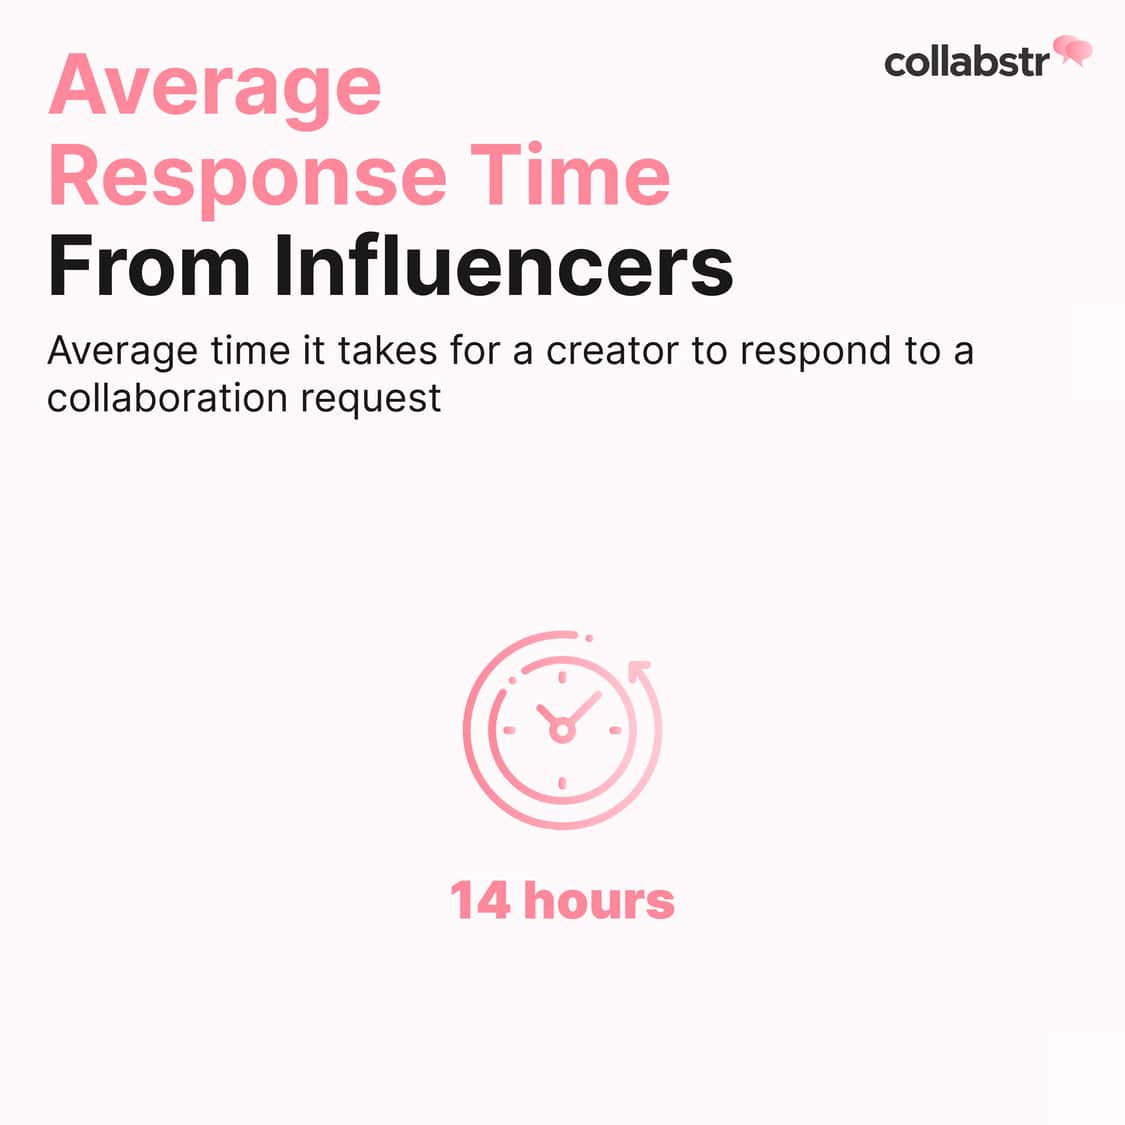 collabstr
Average
Response Time
From Influencers
Average time it takes for a creator to respond to a
collaboration request
14 hours